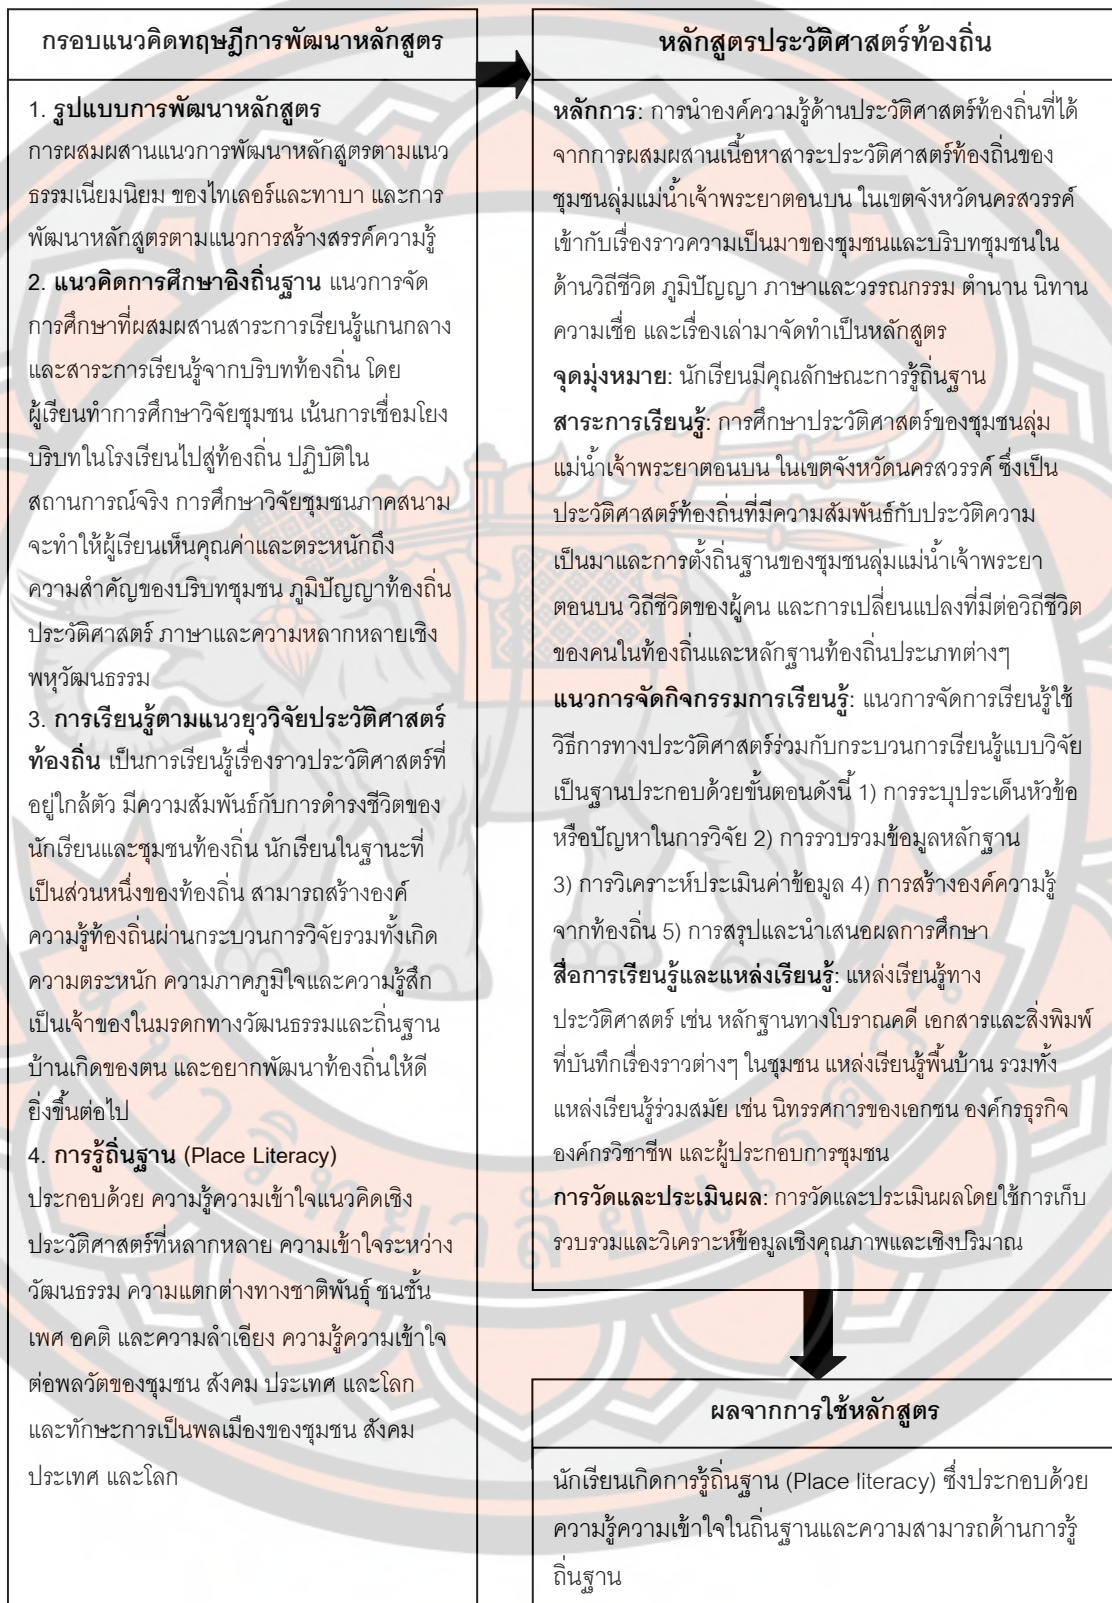 กรอบแนวคิดทฤษฎีการพัฒนาหลักสูตร
1. รูปแบบการพัฒนาหลักสูตร
การผสมผสานแนวการพัฒนาหลักสูตรตามแนว
ธรรมเนียมนิยม ของไทเลอร์และทาบา และการ
พัฒนาหลักสูตรตามแนวการสร้างสรรค์ความรู้
2. แนวคิดการศึกษาอิงถิ่นฐาน แนวการจัด
การศึกษาที่ผสมผสานสาระการเรียนรู้แกนกลาง
และสาระการเรียนรู้จากบริบทท้องถิ่น โดย
ผู้เรียนทำการศึกษาวิจัยชุมชน เน้นการเชื่อมโยง
บริบทในโรงเรียนไปสู่ท้องถิ่น ปฏิบัติใน
สถานการณ์จริง การศึกษาวิจัยชุมชนภาคสนาม
จะทำให้ผู้เรียนเห็นคุณค่าและตระหนักถึง
ความสำคัญของบริบทชุมชน ภูมิปัญญาท้องถิ่น
ประวัติศาสตร์ ภาษาและความหลากหลายเชิง
พหุวัฒนธรรม
3. การเรียนรู้ตามแนวยุววิจัยประวัติศาสตร์
ท้องถิ่น เป็นการเรียนรู้เรื่องราวประวัติศาสตร์ที่
อยู่ใกล้ตัว มีความสัมพันธ์กับการดำรงชีวิตของ
นักเรียนและชุมชนท้องถิ่น นักเรียนในฐานะที่
เป็นส่วนหนึ่งของท้องถิ่น สามารถสร้างองค์
ความรู้ท้องถิ่นผ่านกระบวนการวิจัยรวมทั้งเกิด
ความตระหนัก ความภาคภูมิใจและความรู้สึก
เป็นเจ้าของในมรดกทางวัฒนธรรมและถิ่นฐาน
บ้านเกิดของตน และอยากพัฒนาท้องถิ่นให้ดี
ยิ่งขึ้นต่อไป
4. การรู้ถิ่นฐาน (Place Literacy)
ประกอบด้วย ความรู้ความเข้าใจแนวคิดเชิง
ประวัติศาสตร์ที่หลากหลาย ความเข้าใจระหว่าง
วัฒนธรรม ความแตกต่างทางชาติพันธุ์ ชนชั้น
เพศ อคติ และความลำเอียง ความรู้ความเข้าใจ
ต่อพลวัตของชุมชน สังคม ประเทศ และโลก
และทักษะการเป็นพลเมืองของชุมชน สังคม
ประเทศ และโลก
หลักสูตรประวัติศาสตร์ท้องถิ่น
หลักการ: การนำองค์ความรู้ด้านประวัติศาสตร์ท้องถิ่นที่ได้
จากการผสมผสานเนื้อหาสาระประวัติศาสตร์ท้องถิ่นของ
ชุมชนลุ่มแม่น้ำเจ้าพระยาตอนบน ในเขตจังหวัดนครสวรรค์
เข้ากับเรื่องราวความเป็นมาของชุมชนและบริบทชุมชนใน
ด้านวิถีชีวิต ภูมิปัญญา ภาษาและวรรณกรรม ตำนาน นิทาน
ความเชื่อ และเรื่องเล่ามาจัดทำเป็นหลักสูตร
จุดมุ่งหมาย: นักเรียนมีคุณลักษณะการรู้ถิ่นฐาน
สาระการเรียนรู้: การศึกษาประวัติศาสตร์ของชุมชนลุ่ม
แม่น้ำเจ้าพระยาตอนบน ในเขตจังหวัดนครสวรรค์ ซึ่งเป็น
ประวัติศาสตร์ท้องถิ่นที่มีความสัมพันธ์กับประวัติความ
เป็นมาและการตั้งถิ่นฐานของชุมชนลุ่มแม่น้ำเจ้าพระยา
ตอนบน วิถีชีวิตของผู้คน และการเปลี่ยนแปลงที่มีต่อวิถีชีวิต
ของคนในท้องถิ่นและหลักฐานท้องถิ่นประเภทต่างๆ
แนวการจัดกิจกรรมการเรียนรู้: แนวการจัดการเรียนรู้ใช้
วิธีการทางประวัติศาสตร์ร่วมกับกระบวนการเรียนรู้แบบวิจัย
เป็นฐานประกอบด้วยขั้นตอนดังนี้ 1) การระบุประเด็นหัวข้อ
หรือปัญหาในการวิจัย 2) การรวบรวมข้อมูลหลักฐาน
3) การวิเคราะห์ประเมินค่าข้อมูล 4) การสร้างองค์ความรู้
จากท้องถิ่น 5) การสรุปและนำเสนอผลการศึกษา
สื่อการเรียนรู้และแหล่งเรียนรู้: แหล่งเรียนรู้ทาง
ประวัติศาสตร์ เช่น หลักฐานทางโบราณคดี เอกสารและสิ่งพิมพ์
ที่บันทึกเรื่องราวต่างๆ ในชุมชน แหล่งเรียนรู้พื้นบ้าน รวมทั้ง
แหล่งเรียนรู้ร่วมสมัย เช่น นิทรรศการของเอกชน องค์กรธุรกิจ
องค์กรวิชาชีพ และผู้ประกอบการชุมชน
การวัดและประเมินผล: การวัดและประเมินผลโดยใช้การเก็บ
รวบรวมและวิเคราะห์ข้อมูลเชิงคุณภาพและเชิงปริมาณ
ผลจากการใช้หลักสูตร
นักเรียนเกิดการรู้ถิ่นฐาน (Place literacy) ซึ่งประกอบด้วย
ความรู้ความเข้าใจในถิ่นฐานและความสามารถด้านการรู้
ถิ่นฐาน
มหาวิทยาลัยนเรศวร